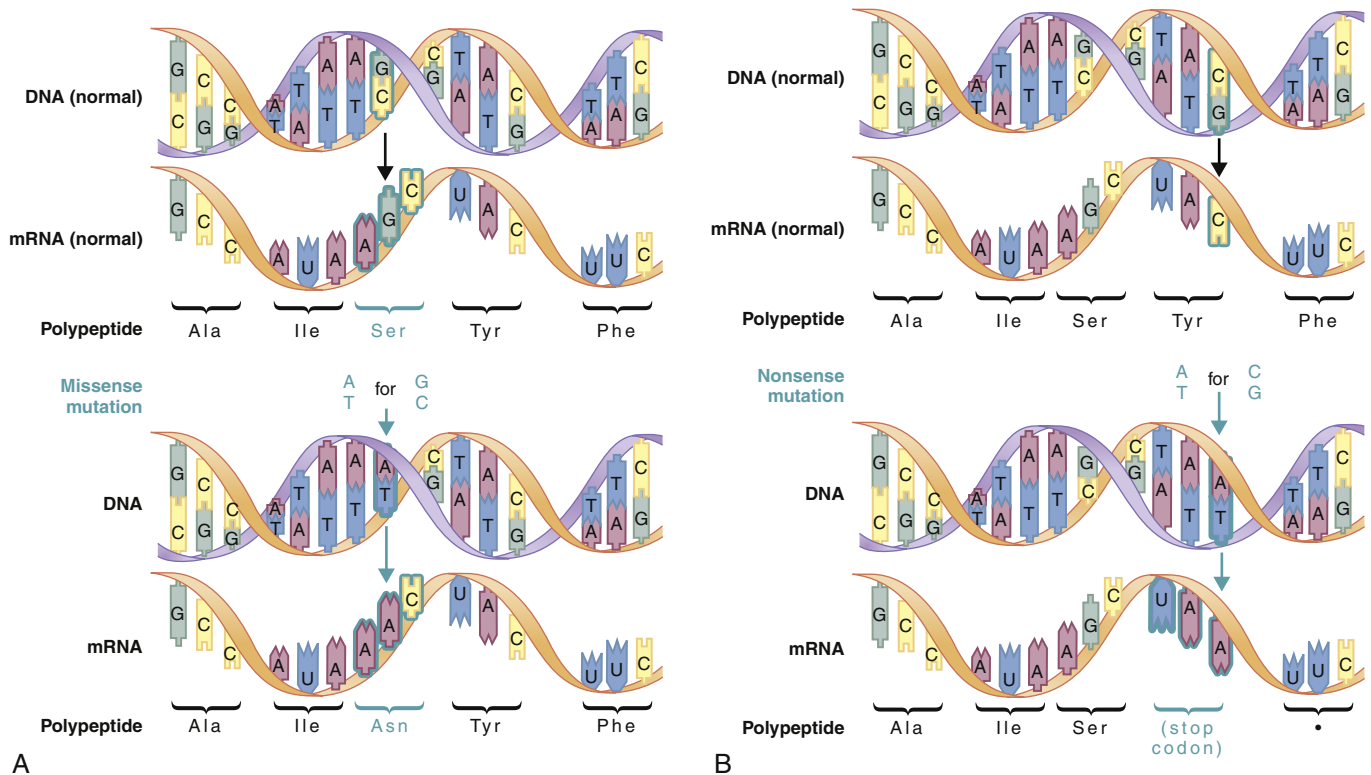 DNA (normal)
G C C A T A A G C T A C T T C
C G G T A T T C G A T G A A G
mRNA (normal)
G C C A U A A G C U A C U U C
Polypeptide
Ala Ile Ser Tyr Phe
Missense
mutation
A for G
T C
DNA
G C C A T A A A C T A C T T C
C G G T A T T T G A T G A A G
mRNA
G C C A U A A A C U A C U U C
Polypeptide
Ala Ile Asn Tyr Phe
A
DNA (normal)
G C C A T A A G C T A C T T C
C G G T A T T C G A T G A A G
mRNA (normal)
G C C A U A A G C U A C U U C
Polypeptide
Ala Ile Ser Tyr Phe
Nonsense
mutation
A for C
T G
DNA
G C C A T A A G C T A A T T C
C G G T A T T C G A T T A A G
mRNA
G C C A U A A G C U A A U U C
Polypeptide
Ala Ile Ser (stop •
codon)
B